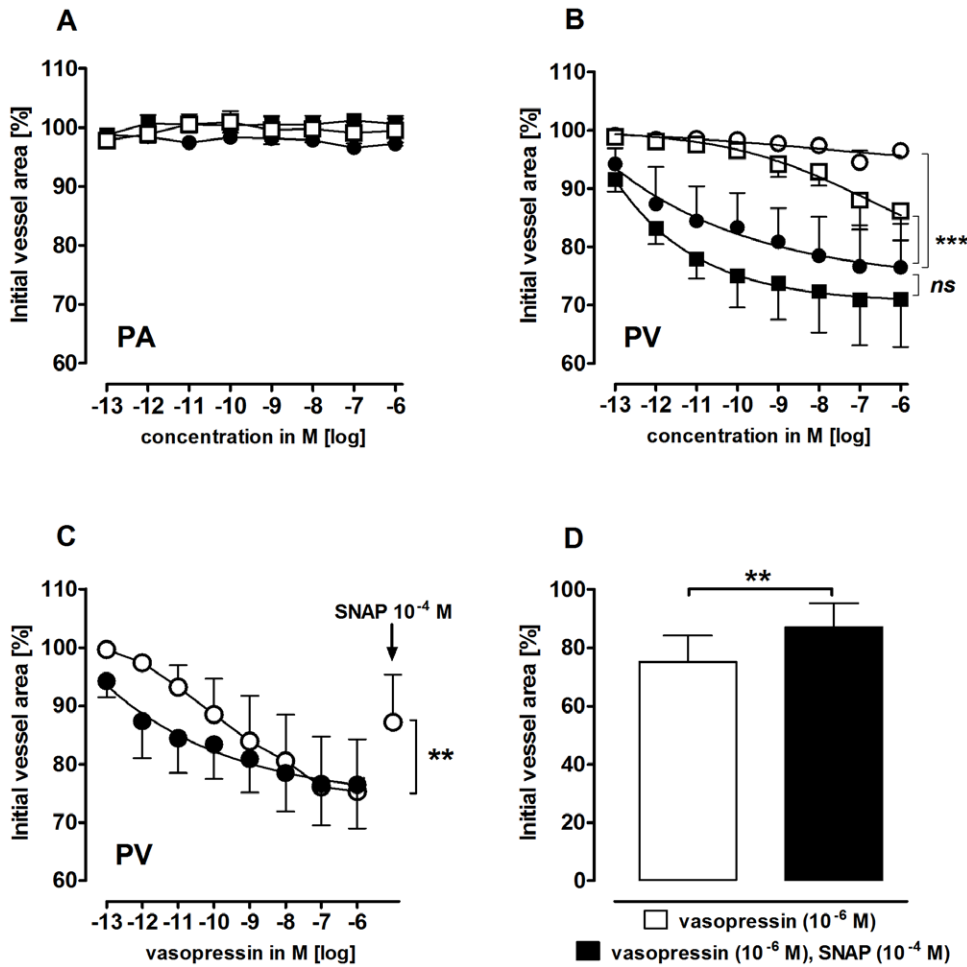 A
Initial vessel area [%]
110
100
90
80
70
60
PA
-13 -12 -11 -10 -9 -8 -7 -6
concentration in M [log]
B
Initial vessel area [%]
110
100
90
80
70
60
PV
***
ns
-13 -12 -11 -10 -9 -8 -7 -6
concentration in M [log]
C
Initial vessel area [%]
110
100
90
80
70
60
SNAP 10⁻⁴ M
**
PV
-13 -12 -11 -10 -9 -8 -7 -6
vasopressin in M [log]
D
Initial vessel area [%]
100
80
60
40
20
0
**
vasopressin (10⁻⁶ M)
vasopressin (10⁻⁶ M), SNAP (10⁻⁴ M)